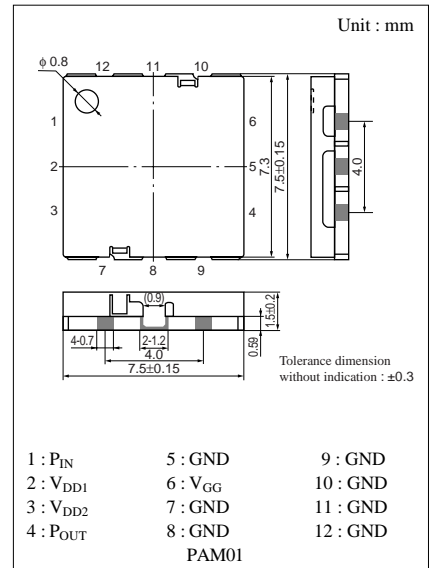 Unit : mm
ϕ 0.8
12 11 10
1
6
2
5
3
4
7.3
7.5±0.15
4.0
7 8 9
(0.9)
1.5±0.2
0.59
4-0.7
2-1.2
4.0
7.5±0.15
Tolerance dimension
without indication : ±0.3
1 : PIN 5 : GND 9 : GND
2 : VDD1 6 : VGG 10 : GND
3 : VDD2 7 : GND 11 : GND
4 : POUT 8 : GND 12 : GND
PAM01